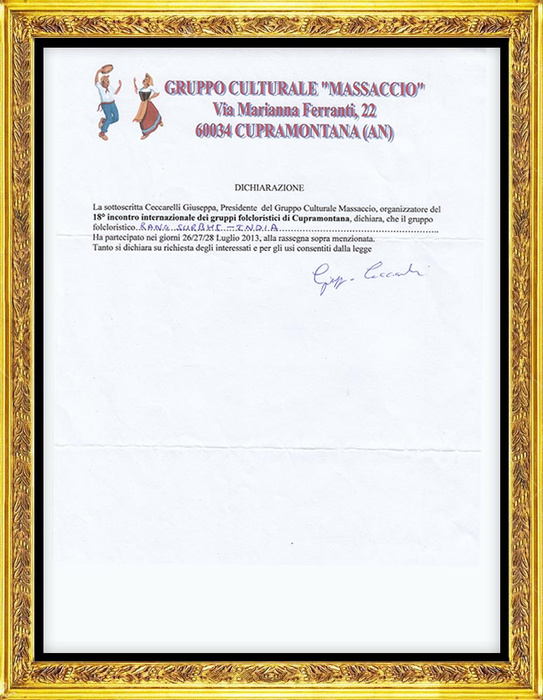 GRUPPO CULTURALE "MASSACCIO"
Via Marianna Ferranti, 22
60034 CUPRAMONTANA (AN)
DICHIARAZIONE
La sottoscritta Ceccarelli Giuseppa, Presidente del Gruppo Culturale Massaccio, organizzatore del
18° incontro internazionale dei gruppi folcloristici di Cupramontana, dichiara, che il gruppo
folcloristico. RANG SURBHI - INDIA
Ha partecipato nei giorni 26/27/28 Luglio 2013, alla rassegna sopra menzionata.
Tanto si dichiara su richiesta degli interessati e per gli usi consentiti dalla legge